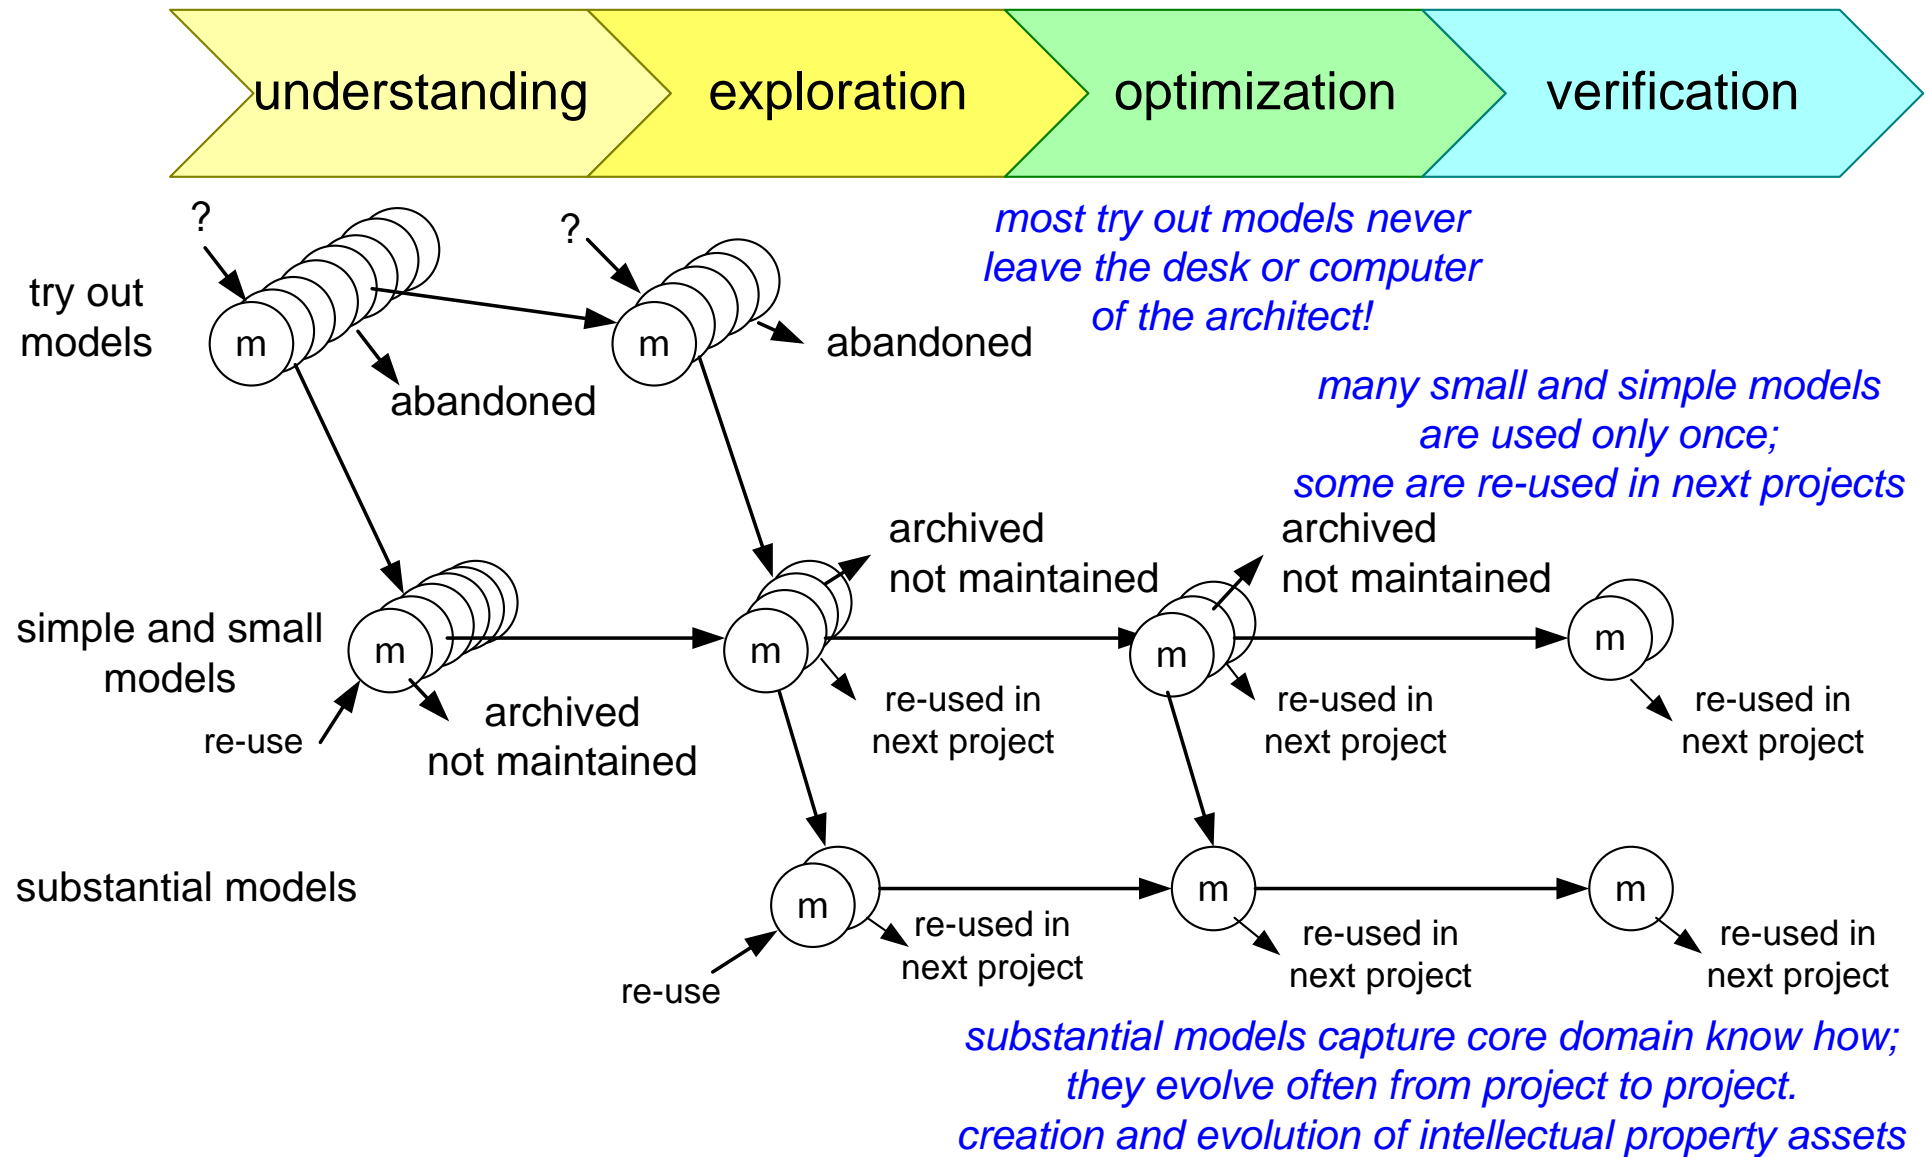 understanding
exploration
optimization
verification
?
?
most try out models never
leave the desk or computer
of the architect!
try out
models
m
m
abandoned
abandoned
many small and simple models
are used only once;
some are re-used in next projects
archived
not maintained
archived
not maintained
simple and small
models
m
m
m
m
re-use
archived
not maintained
re-used in
next project
re-used in
next project
re-used in
next project
substantial models
m
m
m
re-use
re-used in
next project
re-used in
next project
re-used in
next project
substantial models capture core domain know how;
they evolve often from project to project.
creation and evolution of intellectual property assets